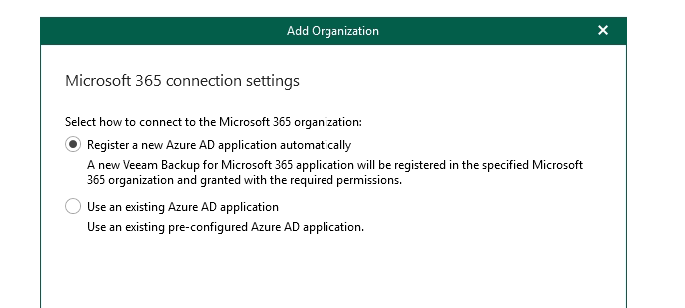 Add Organization
Microsoft 365 connection settings
Select how to connect to the Microsoft 365 organization:
Register a new Azure AD application automatically
A new Veeam Backup for Microsoft 365 application will be registered in the specified Microsoft
365 organization and granted with the required permissions.
Use an existing Azure AD application
Use an existing pre-configured Azure AD application.